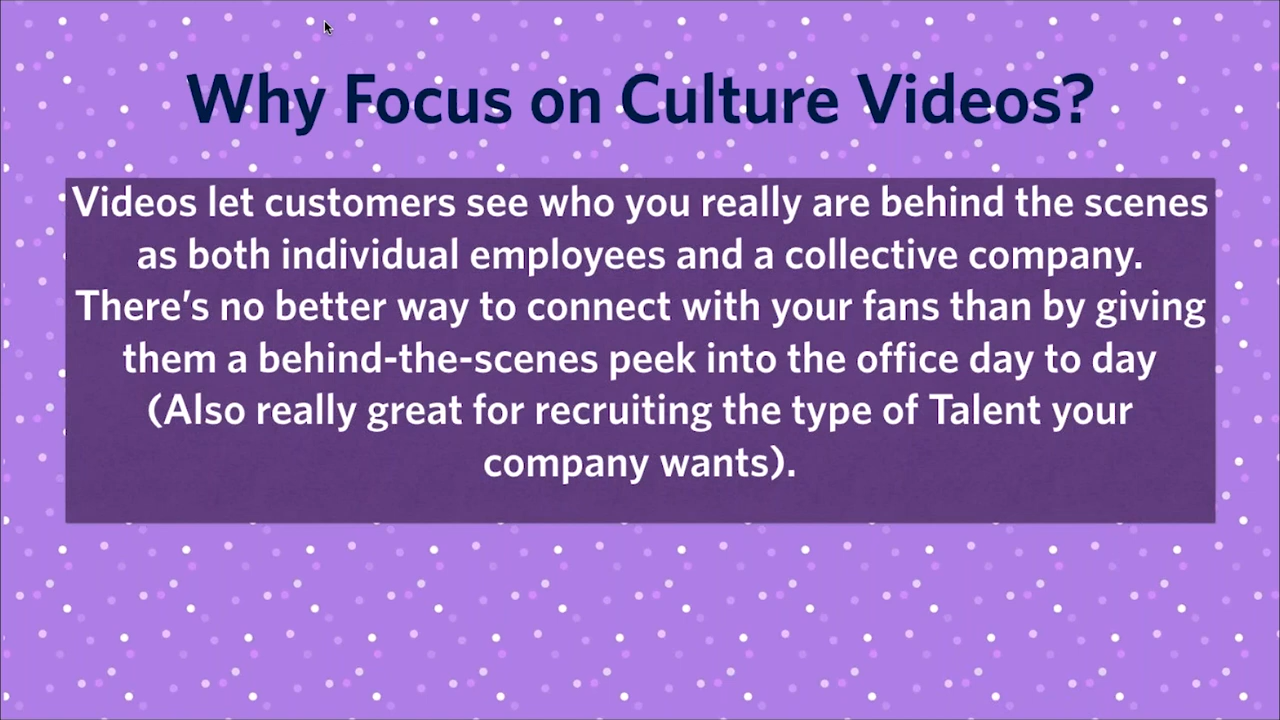 Why Focus on Culture Videos?
Videos let customers see who you really are behind the scenes
as both individual employees and a collective company.
There’s no better way to connect with your fans than by giving
them a behind-the-scenes peek into the office day to day
(Also really great for recruiting the type of Talent your
company wants).